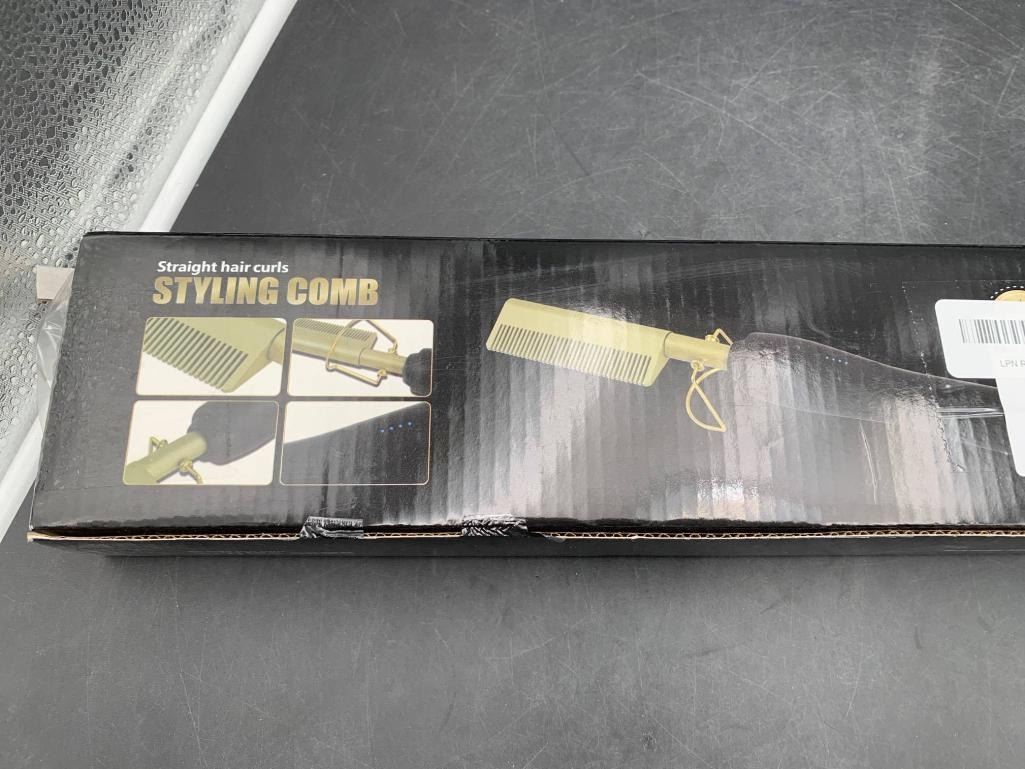 Straight hair curls
STYLING COMB
LPN